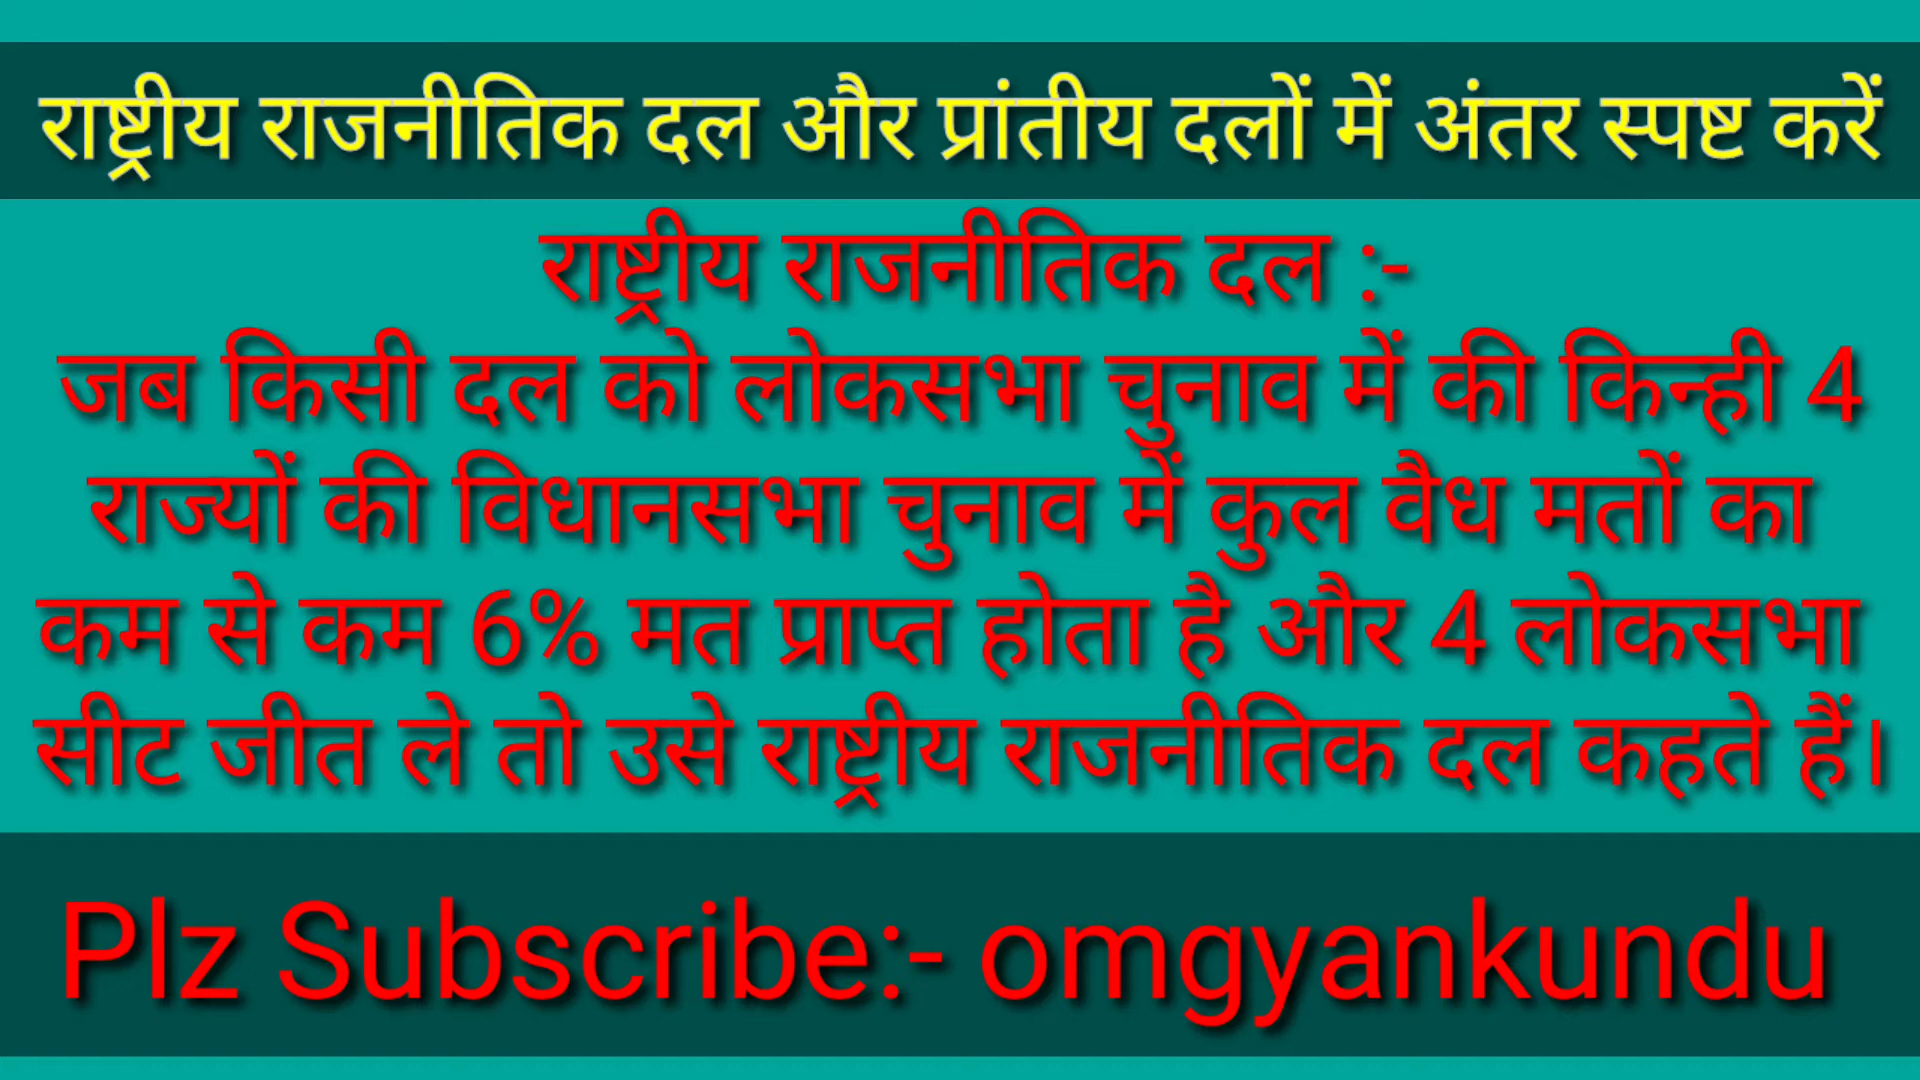 राष्ट्रीय राजनीतिक दल और प्रांतीय दलों में अंतर स्पष्ट करें
राष्ट्रीय राजनीतिक दल :-
जब किसी दल को लोकसभा चुनाव में की किन्ही 4
राज्यों की विधानसभा चुनाव में कुल वैध मतों का
कम से कम 6% मत प्राप्त होता है और 4 लोकसभा
सीट जीत ले तो उसे राष्ट्रीय राजनीतिक दल कहते हैं।
Plz Subscribe:- omgyankundu